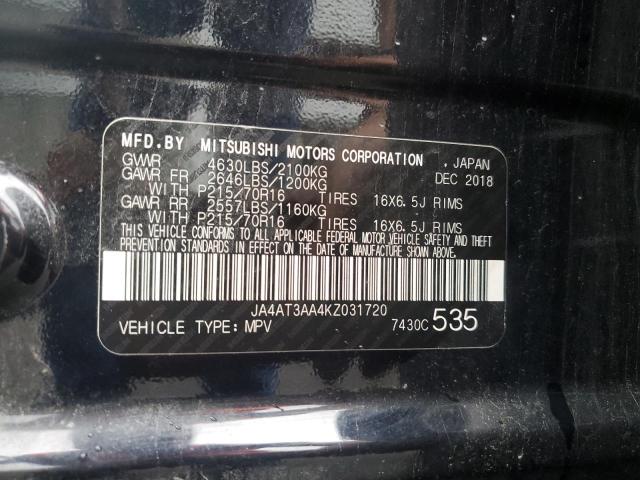 MFD.BY MITSUBISHI MOTORS CORPORATION , JAPAN
GVWR 4630LBS/2100KG DEC 2018
GAWR FR 2646LBS/1200KG
WITH P215/70R16 TIRES 16X6.5J RIMS
GAWR RR 2557LBS/1160KG
WITH P215/70R16 TIRES 16X6.5J RIMS
THIS VEHICLE CONFORMS TO ALL APPLICABLE FEDERAL MOTOR VEHICLE SAFETY AND THEFT
PREVENTION STANDARDS IN EFFECT ON THE DATE OF MANUFACTURE SHOWN ABOVE.
JA4AT3AA4KZ031720
VEHICLE TYPE: MPV 7430C 535